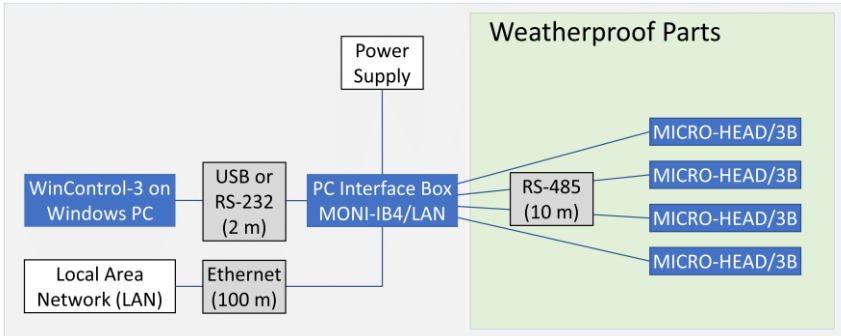 Weatherproof Parts
Power
Supply
MICRO-HEAD/3B
MICRO-HEAD/3B
MICRO-HEAD/3B
MICRO-HEAD/3B
WinControl-3 on
Windows PC
USB or
RS-232
(2 m)
PC Interface Box
MONI-IB4/LAN
RS-485
(10 m)
Local Area
Network (LAN)
Ethernet
(100 m)